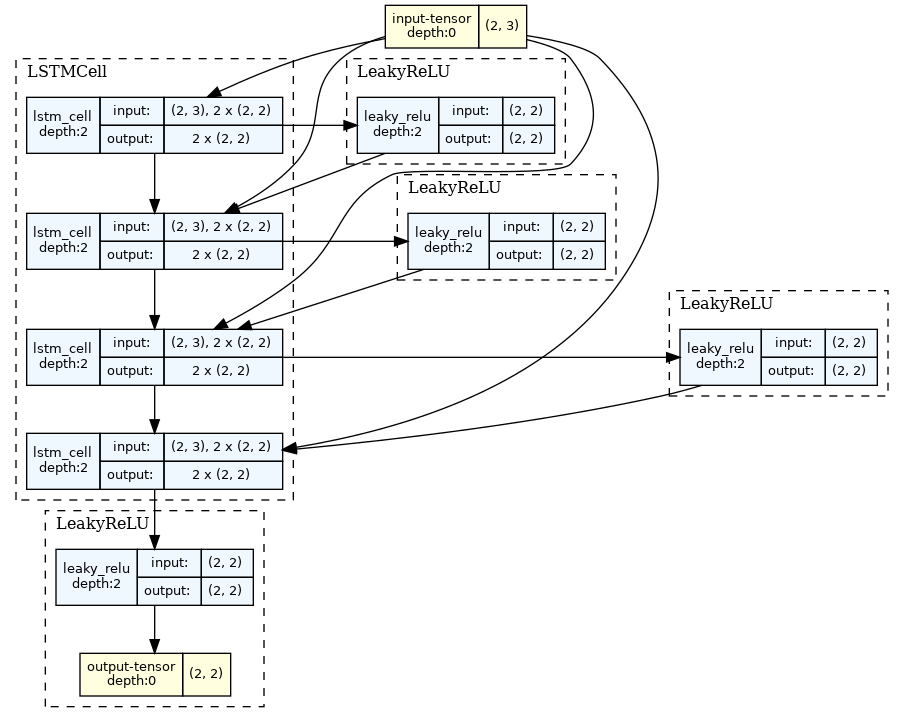 input-tensor
depth:0
(2, 3)
LSTMCell
lstm_cell
depth:2
input:
(2, 3), 2 x (2, 2)
output:
2 x (2, 2)
LeakyReLU
leaky_relu
depth:2
input:
(2, 2)
output:
(2, 2)
LeakyReLU
leaky_relu
depth:2
input:
(2, 2)
output:
(2, 2)
lstm_cell
depth:2
input:
(2, 3), 2 x (2, 2)
output:
2 x (2, 2)
LeakyReLU
leaky_relu
depth:2
input:
(2, 2)
output:
(2, 2)
lstm_cell
depth:2
input:
(2, 3), 2 x (2, 2)
output:
2 x (2, 2)
lstm_cell
depth:2
input:
(2, 3), 2 x (2, 2)
output:
2 x (2, 2)
LeakyReLU
leaky_relu
depth:2
input:
(2, 2)
output:
(2, 2)
output-tensor
depth:0
(2, 2)